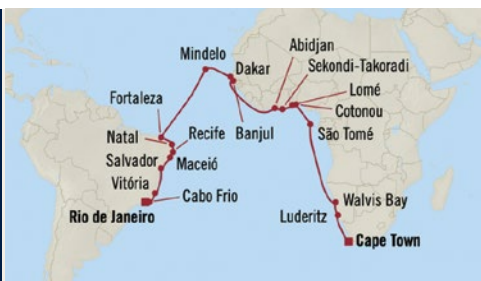 Abidjan
Mindelo
Sekondi-Takoradi
Dakar
Lomé
Fortaleza
Cotonou
Natal
Recife
Banjul
São Tomé
Salvador
Maceió
Vitória
Cabo Frio
Walvis Bay
Rio de Janeiro
Luderitz
Cape Town